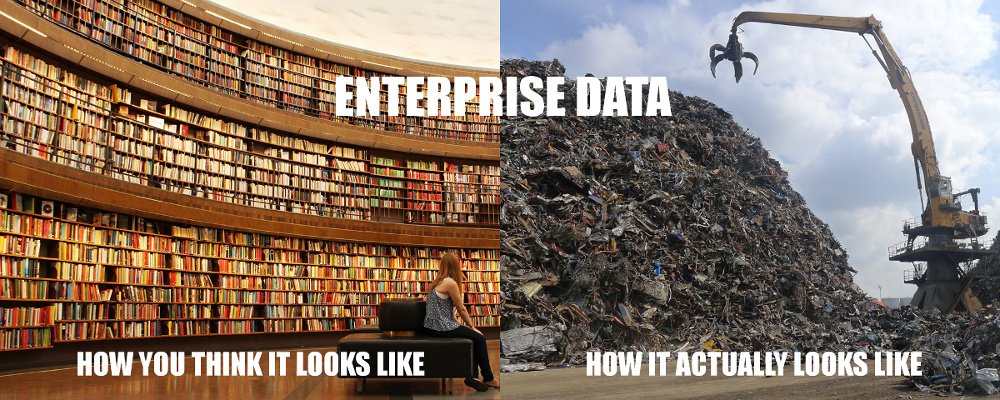 ENTERPRISE DATA
HOW YOU THINK IT LOOKS LIKE
HOW IT ACTUALLY LOOKS LIKE